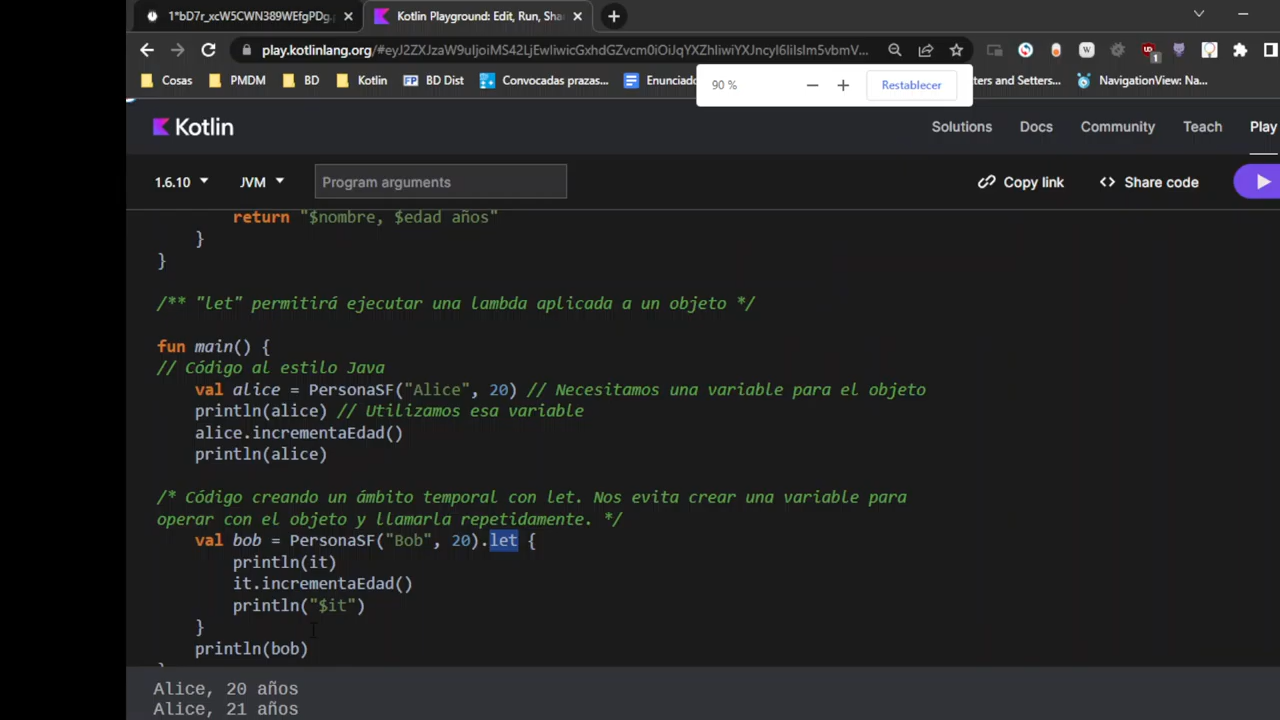 1*bD7r_xcW5CWN389WEfgPDg.
Kotlin Playground: Edit, Run, Sha
play.kotlinlang.org/#eyJ2ZXJzaW9uIjoiMS42LjEwIiwicGxhdGZvcm0iOiJqYXZhIiwiYXJncyI6IiIsIm5vbmV...
Cosas PMDM BD Kotlin FP BD Dist Convocadas prazas... Enunciado tters and Setters... NavigationView: Na...
90 % Restablecer
Kotlin Solutions Docs Community Teach Play
1.6.10 JVM Program arguments Copy link Share code
return "$nombre, $edad años"
}
}
/** "let" permitirá ejecutar una lambda aplicada a un objeto */
fun main() {
// Código al estilo Java
val alice = PersonaSF("Alice", 20) // Necesitamos una variable para el objeto
println(alice) // Utilizamos esa variable
alice.incrementaEdad()
println(alice)
/* Código creando un ámbito temporal con let. Nos evita crear una variable para
operar con el objeto y llamarla repetidamente. */
val bob = PersonaSF("Bob", 20).let {
println(it)
it.incrementaEdad()
println("$it")
}
println(bob)
Alice, 20 años
Alice, 21 años